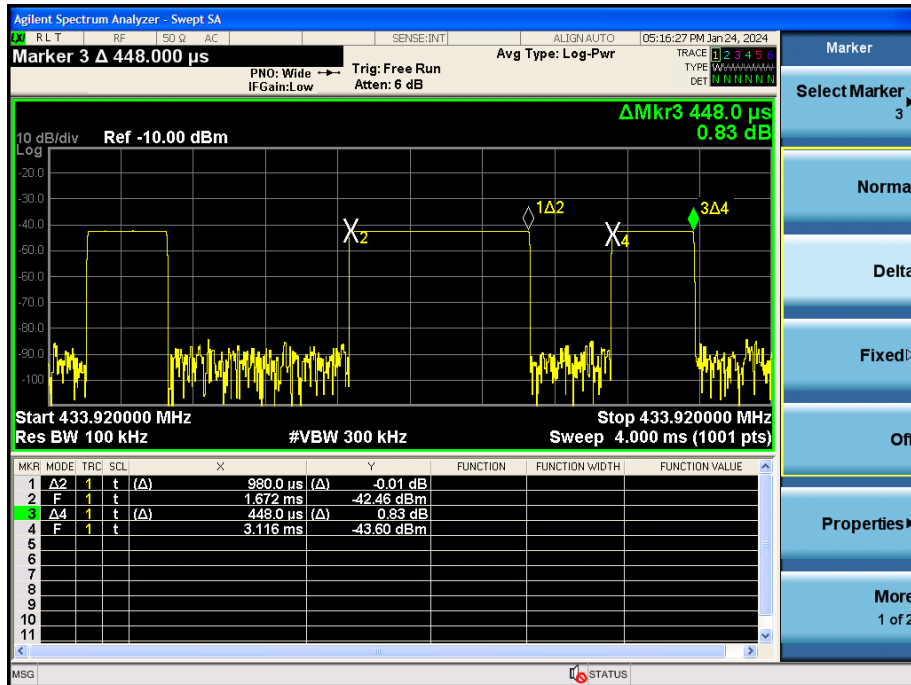 Agilent Spectrum Analyzer - Swept SA
LXI RLT RF 50 Ω AC SENSE:INT ALIGN AUTO 05:16:27 PM Jan 24, 2024
Marker 3 Δ 448.000 µs
PNO: Wide
IFGain:Low
Trig: Free Run
Atten: 6 dB
Avg Type: Log-Pwr
TRACE 1 2 3 4 5 6
TYPE W
DET N N N N N N
ΔMkr3 448.0 µs
0.83 dB
10 dB/div Ref -10.00 dBm
Log
-20.0
-30.0
-40.0
-50.0
-60.0
-70.0
-80.0
-90.0
-100
2
1Δ2
4
3Δ4
Start 433.920000 MHz Stop 433.920000 MHz
Res BW 100 kHz #VBW 300 kHz Sweep 4.000 ms (1001 pts)
MKR MODE TRC SCL X Y FUNCTION FUNCTION WIDTH FUNCTION VALUE
1 Δ2 1 t (Δ) 980.0 µs (Δ) -0.01 dB
2 F 1 t 1.672 ms -42.46 dBm
3 Δ4 1 t (Δ) 448.0 µs (Δ) 0.83 dB
4 F 1 t 3.116 ms -43.60 dBm
5
6
7
8
9
10
11
MSG STATUS
Marker
Select Marker
3
Norma
Delta
Fixed
Off
Properties
More
1 of 2